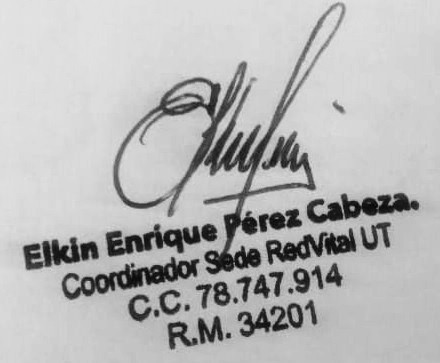 Elkin Enrique Pérez Cabeza.
Coordinador Sede RedVital UT
C.C. 78.747.914
R.M. 34201